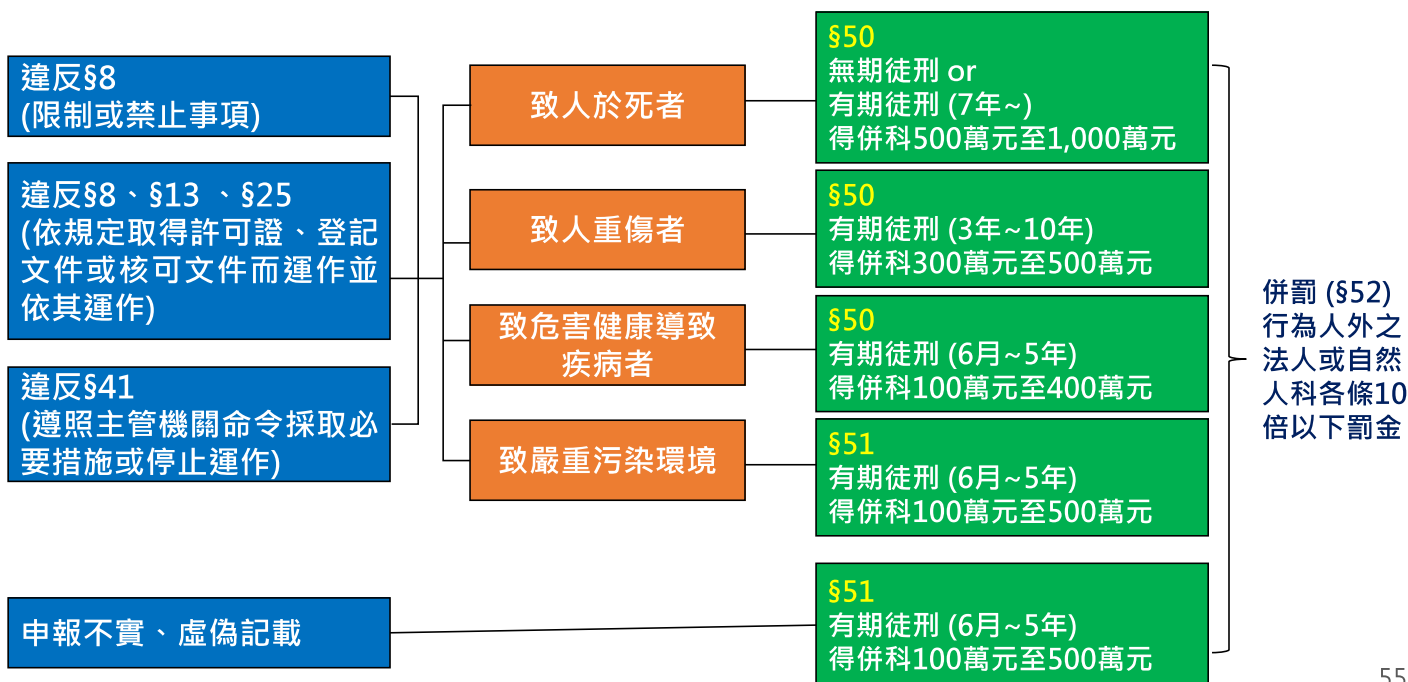 違反§8
(限制或禁止事項)
違反§8、§13 、§25
(依規定取得許可證、登記
文件或核可文件而運作並
依其運作)
違反§41
(遵照主管機關命令採取必
要措施或停止運作)
申報不實、虛偽記載
致人於死者
致人重傷者
致危害健康導致
疾病者
致嚴重污染環境
§50
無期徒刑 or
有期徒刑 (7年~)
得併科500萬元至1,000萬元
§50
有期徒刑 (3年~10年)
得併科300萬元至500萬元
§50
有期徒刑 (6月~5年)
得併科100萬元至400萬元
§51
有期徒刑 (6月~5年)
得併科100萬元至500萬元
§51
有期徒刑 (6月~5年)
得併科100萬元至500萬元
併罰 (§52)
行為人外之
法人或自然
人科各條10
倍以下罰金
55